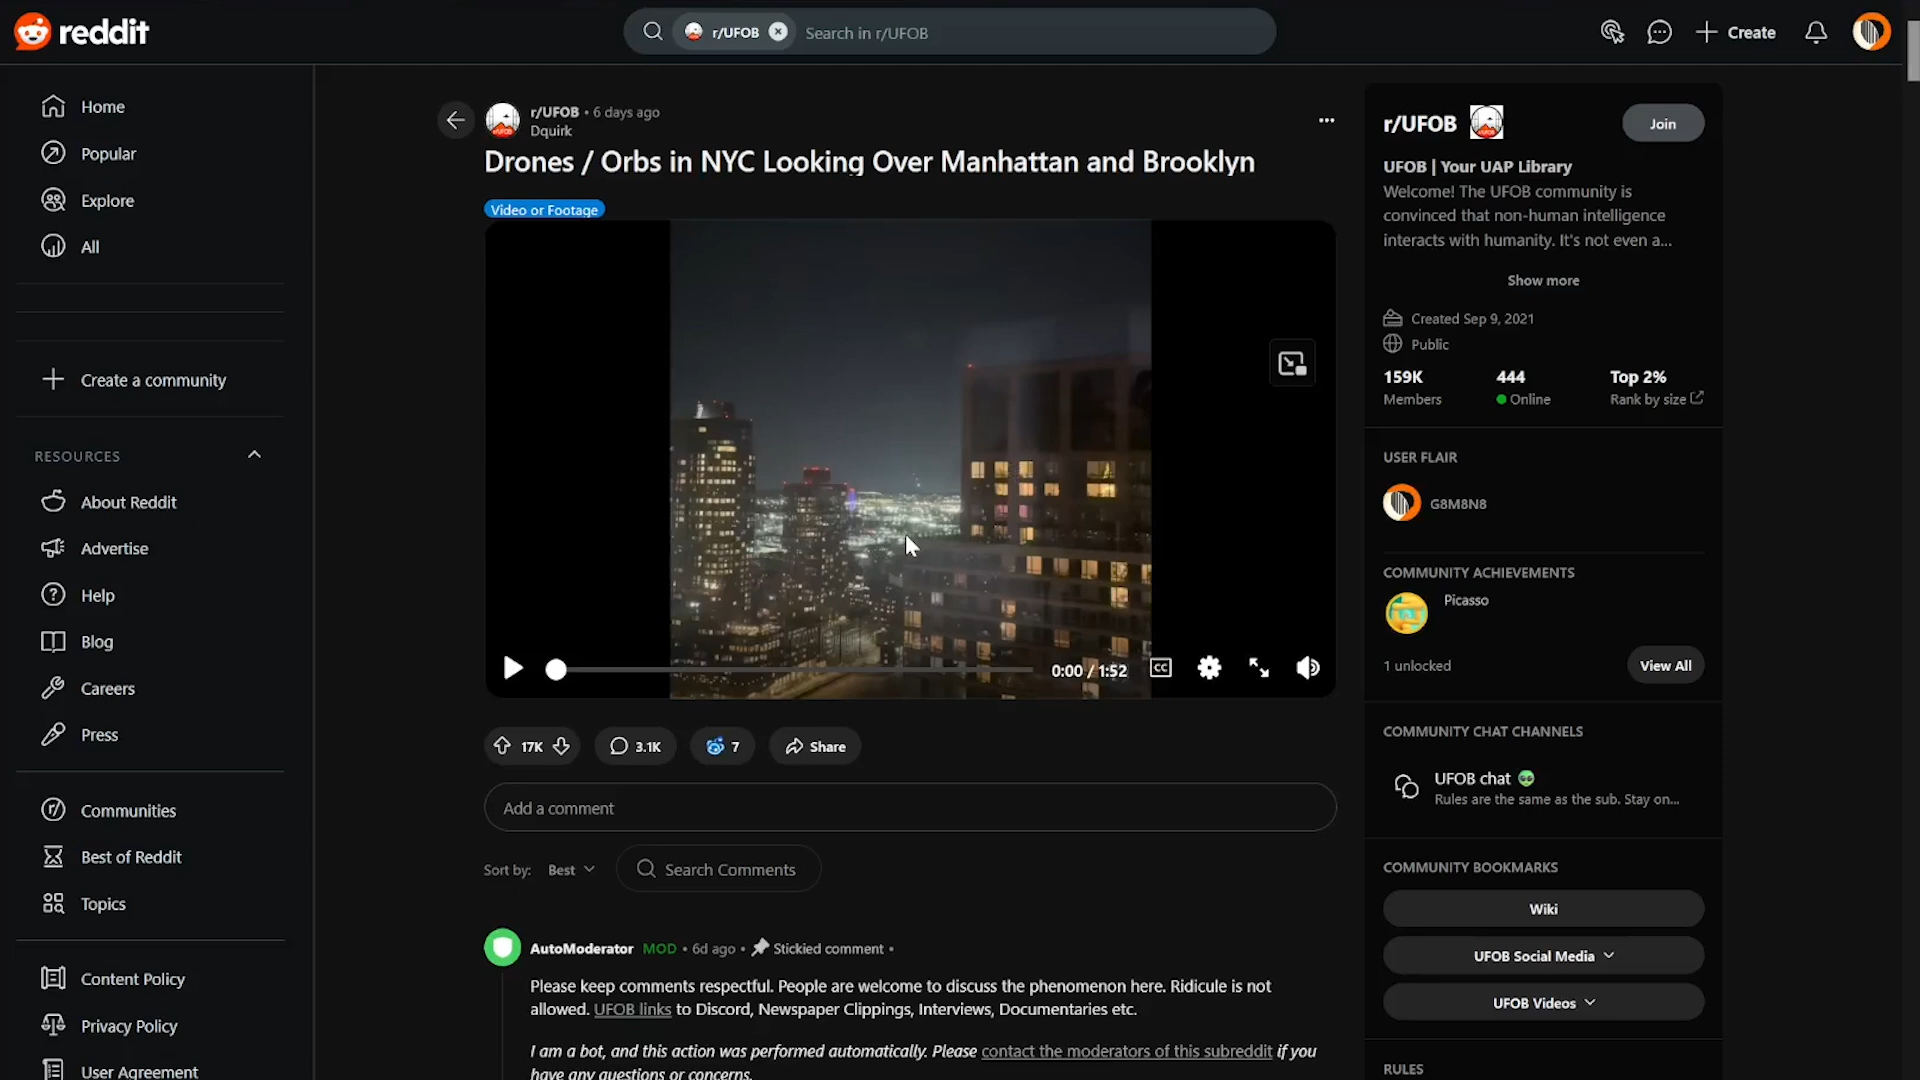 reddit
r/UFOB
Search in r/UFOB
Create
Home
Popular
Explore
All
Create a community
RESOURCES
About Reddit
Advertise
Help
Blog
Careers
Press
Communities
Best of Reddit
Topics
Content Policy
Privacy Policy
User Agreement
r/UFOB • 6 days ago
Dquirk
Drones / Orbs in NYC Looking Over Manhattan and Brooklyn
Video or Footage
0:00 / 1:52
CC
17K
3.1K
7
Share
Add a comment
Sort by: Best
Search Comments
AutoModerator MOD • 6d ago • Stickied comment •
Please keep comments respectful. People are welcome to discuss the phenomenon here. Ridicule is not
allowed. UFOB links to Discord, Newspaper Clippings, Interviews, Documentaries etc.
I am a bot, and this action was performed automatically. Please contact the moderators of this subreddit if you
have any questions or concerns.
r/UFOB
Join
UFOB | Your UAP Library
Welcome! The UFOB community is
convinced that non-human intelligence
interacts with humanity. It's not even a...
Show more
Created Sep 9, 2021
Public
159K
Members
444
Online
Top 2%
Rank by size
USER FLAIR
G8M8N8
COMMUNITY ACHIEVEMENTS
Picasso
1 unlocked
View All
COMMUNITY CHAT CHANNELS
UFOB chat 👽
Rules are the same as the sub. Stay on...
COMMUNITY BOOKMARKS
Wiki
UFOB Social Media
UFOB Videos
RULES